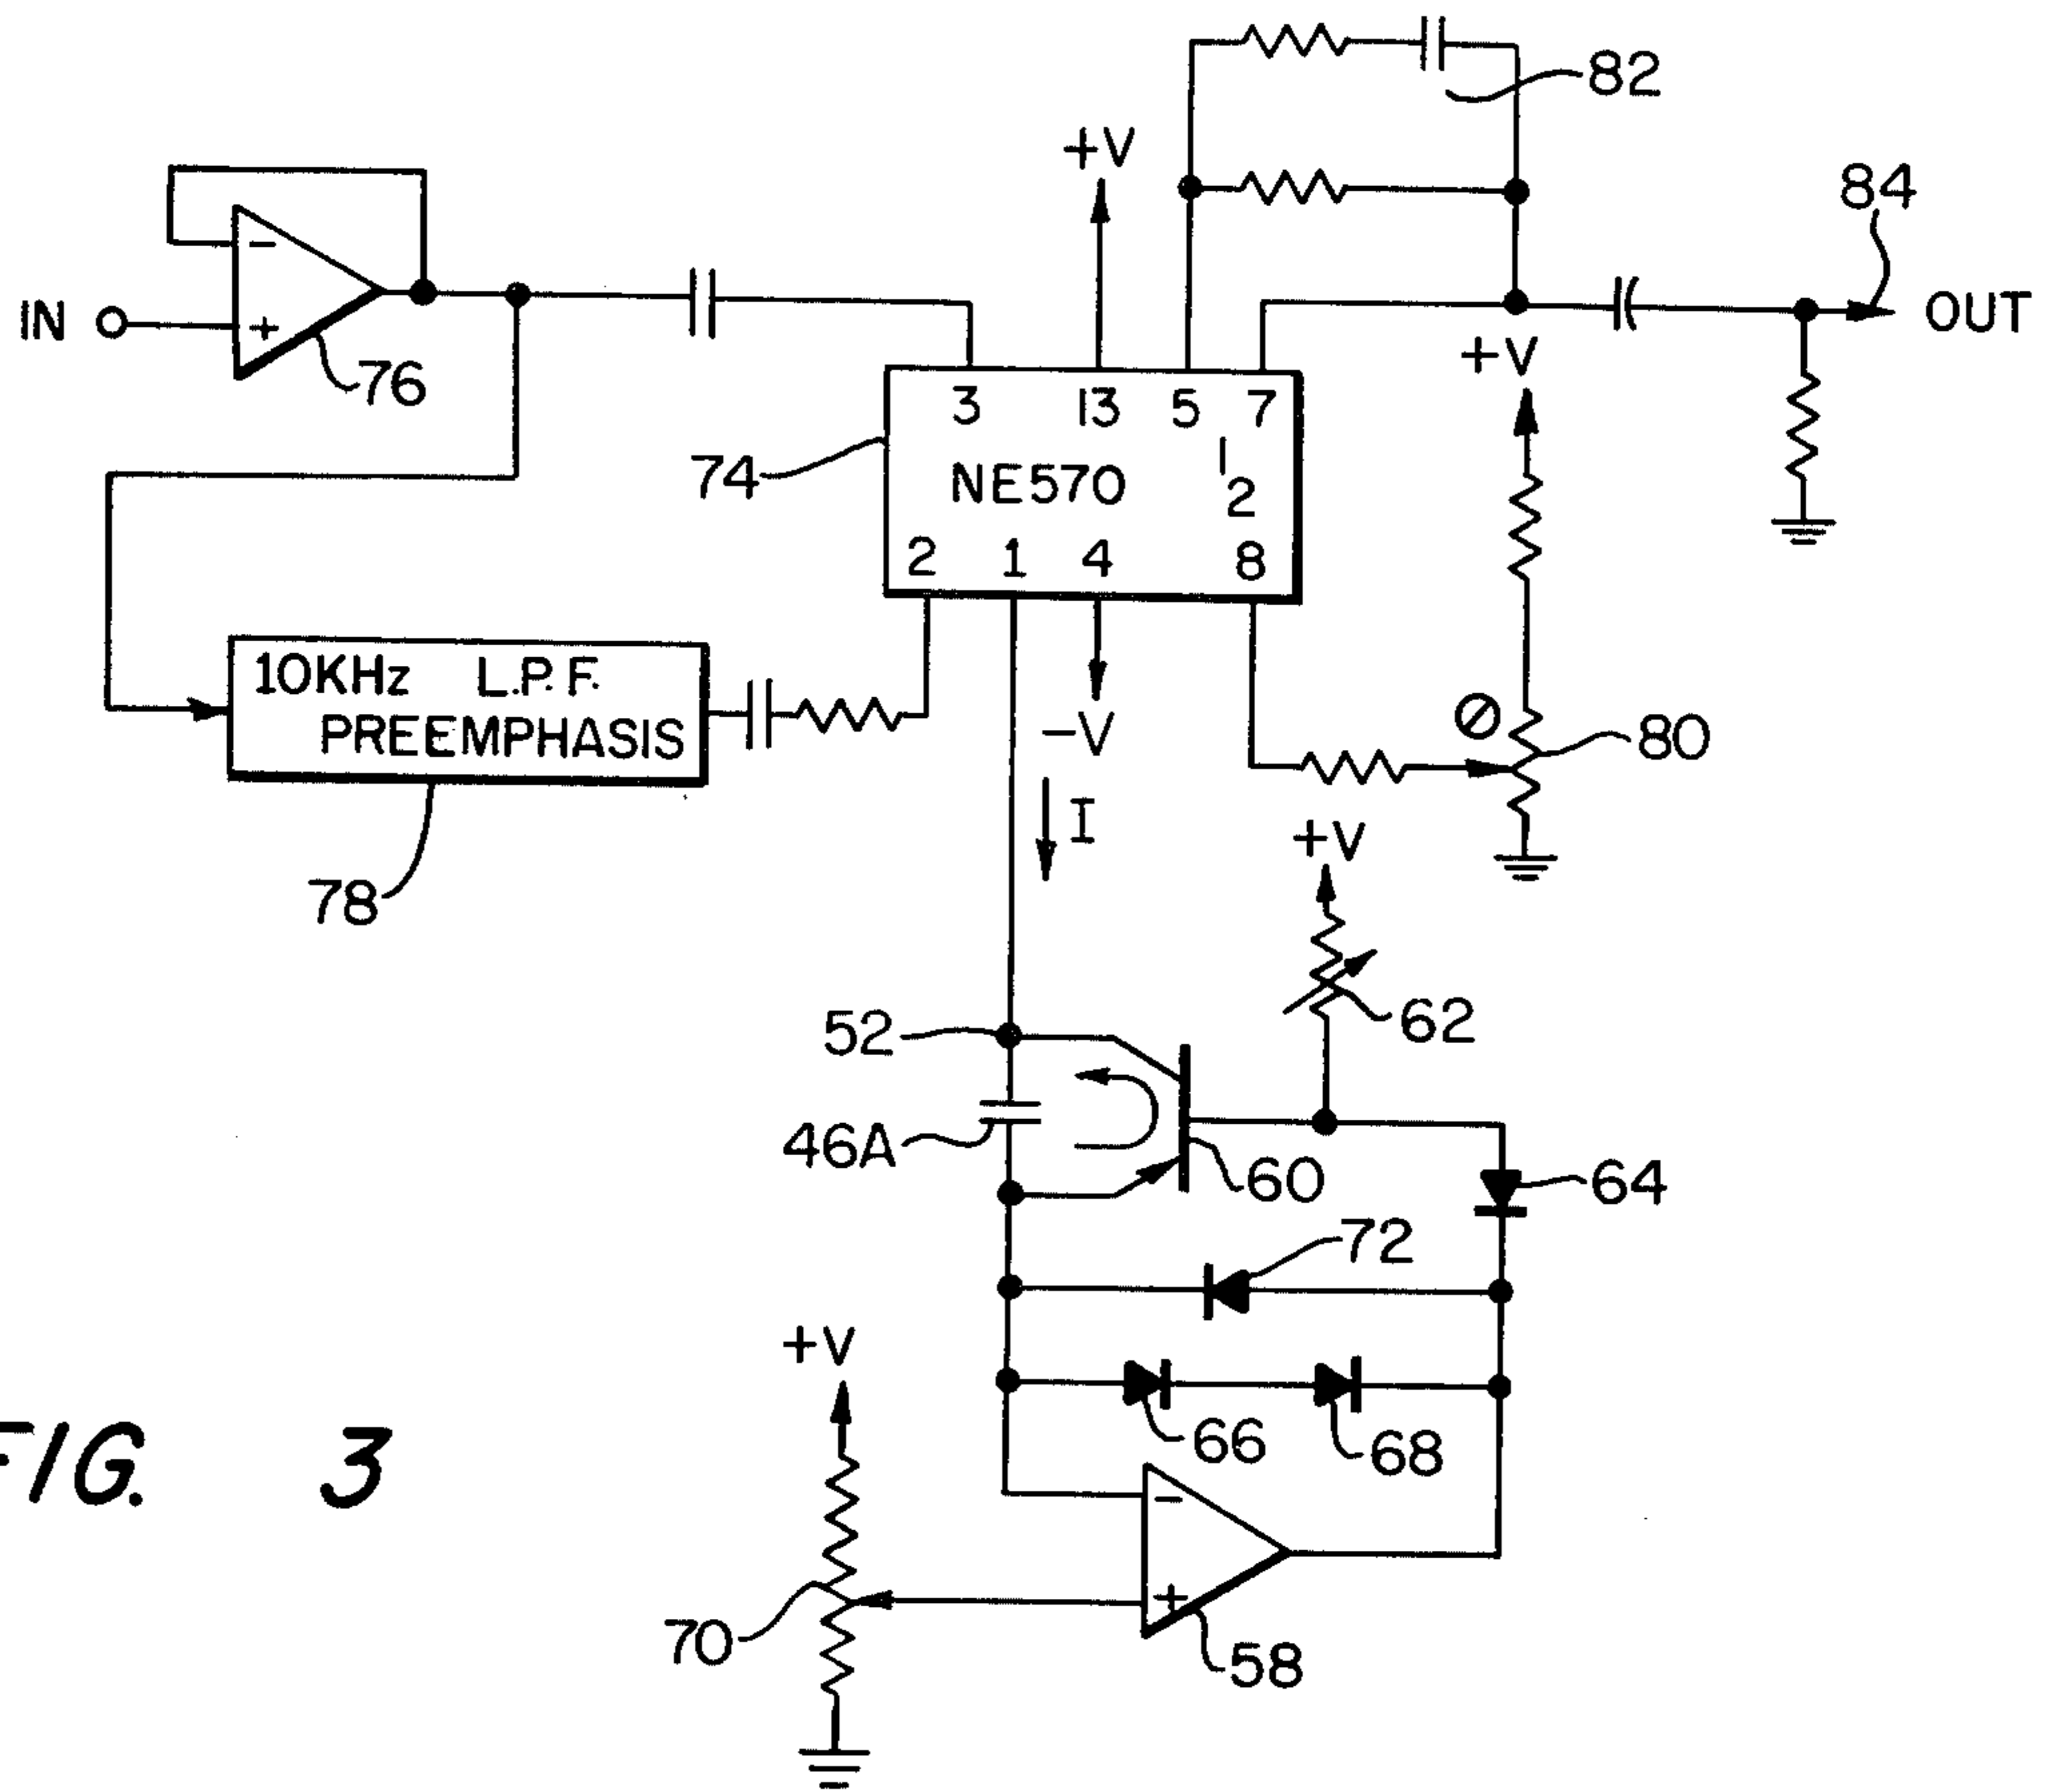 82
+V
84
IN
-
+
76
OUT
+V
3 13 5 7
74
NE570
1
2
2 1 4 8
10KHz L.P.F.
PREEMPHASIS
-V
80
I
+V
78
52
62
46A
60
64
72
+V
66
68
FIG. 3
-
+
70
58